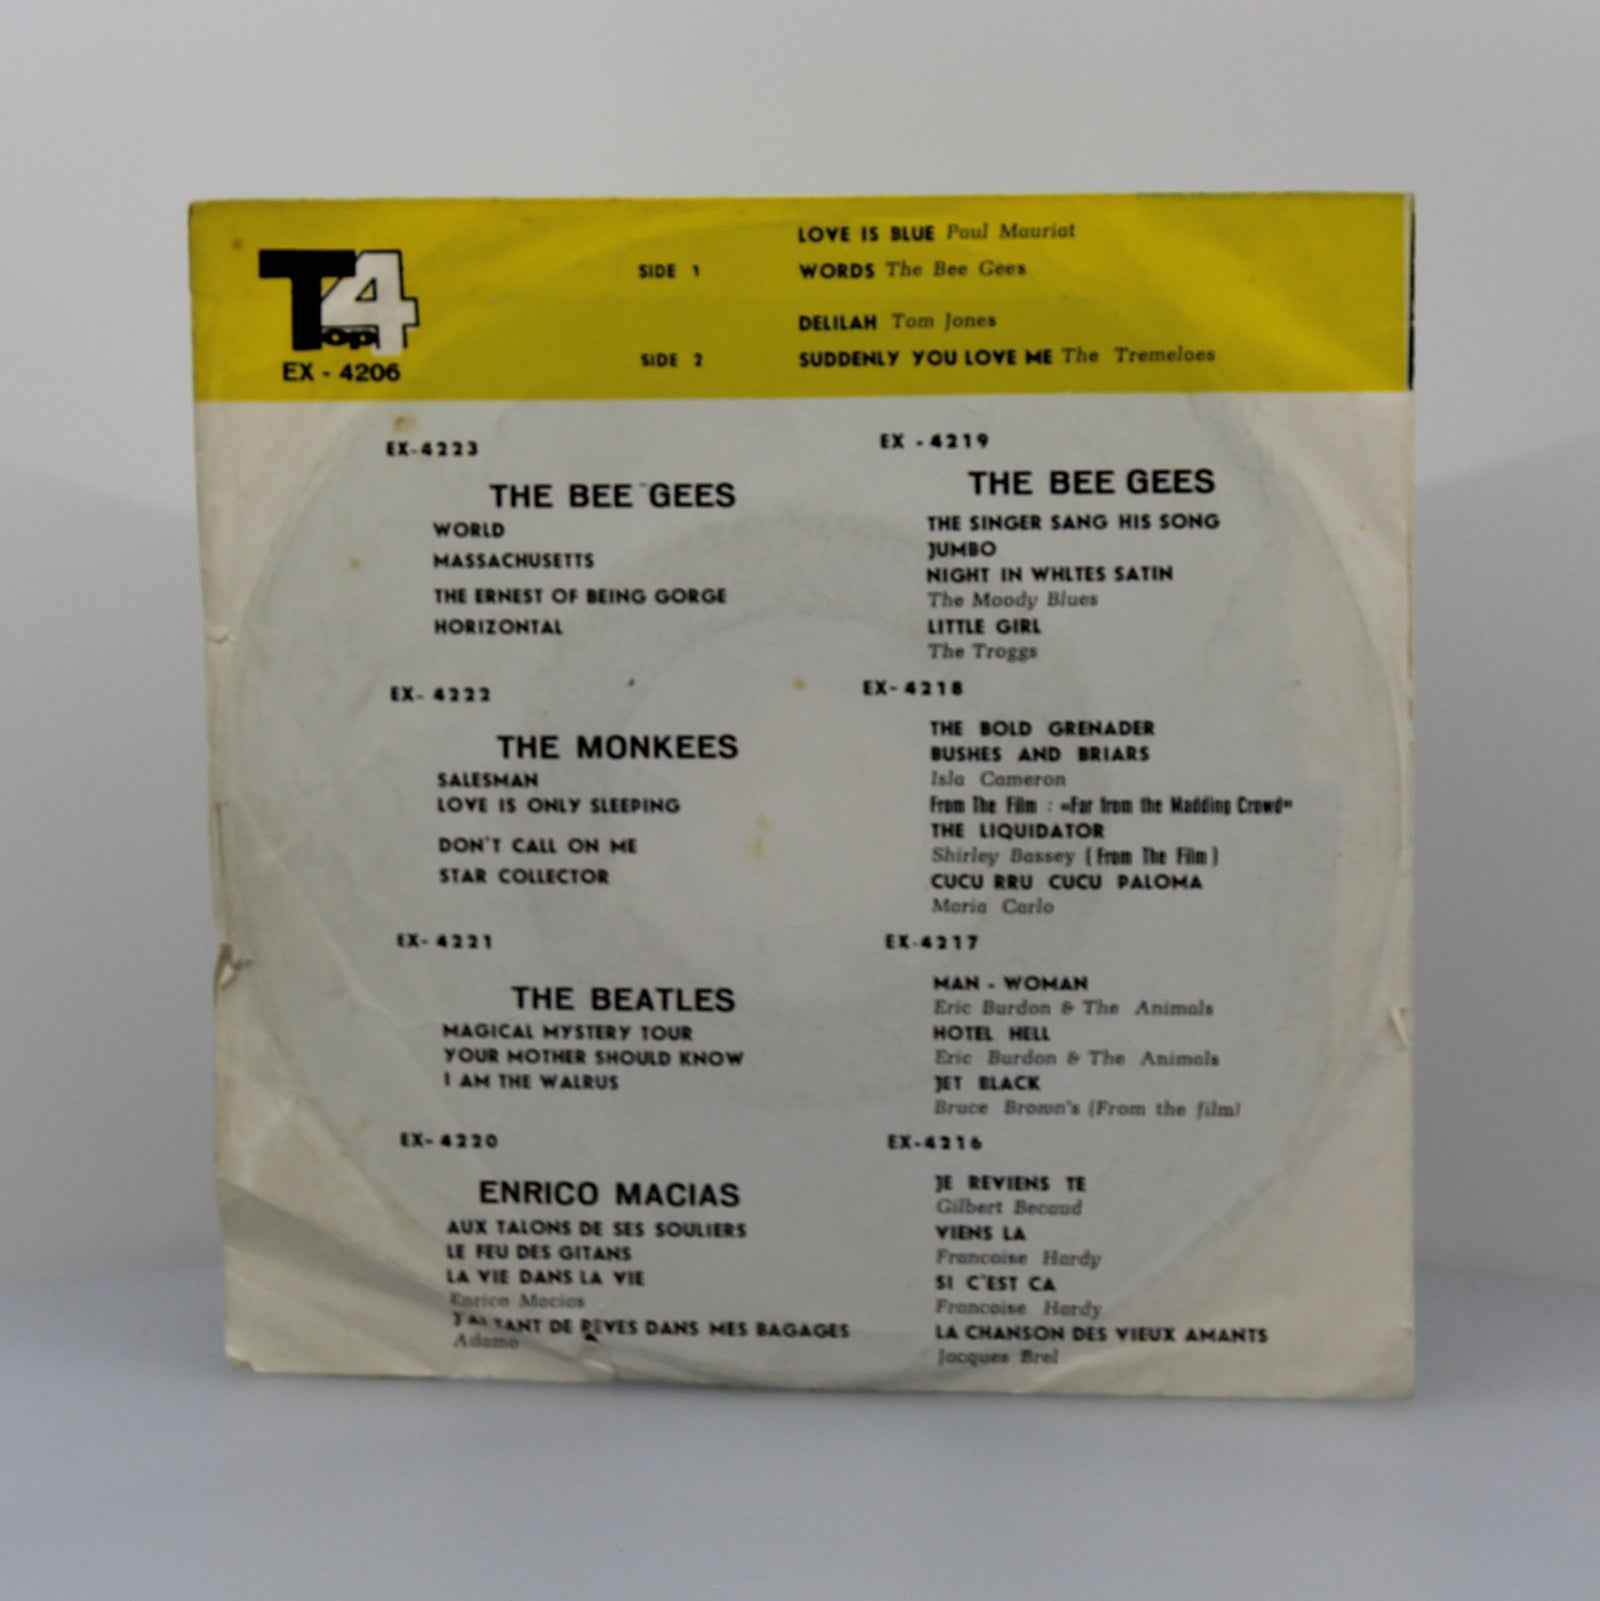 T4op
EX - 4206
LOVE IS BLUE Paul Mauriat
SIDE 1 WORDS The Bee Gees
DELILAH Tom Jones
SIDE 2 SUDDENLY YOU LOVE ME The Tremeloes
EX-4223
THE BEE GEES
WORLD
MASSACHUSETTS
THE ERNEST OF BEING GORGE
HORIZONTAL
EX- 4222
THE MONKEES
SALESMAN
LOVE IS ONLY SLEEPING
DON'T CALL ON ME
STAR COLLECTOR
EX- 4221
THE BEATLES
MAGICAL MYSTERY TOUR
YOUR MOTHER SHOULD KNOW
I AM THE WALRUS
EX- 4220
ENRICO MACIAS
AUX TALONS DE SES SOULIERS
LE FEU DES GITANS
LA VIE DANS LA VIE
Enrico Macias
TANT DE REVES DANS MES BAGAGES
Adamo
EX - 4219
THE BEE GEES
THE SINGER SANG HIS SONG
JUMBO
NIGHT IN WHLTES SATIN
The Moody Blues
LITTLE GIRL
The Troggs
EX- 4218
THE BOLD GRENADER
BUSHES AND BRIARS
Isla Cameron
From The Film : «Far from the Madding Crowd»
THE LIQUIDATOR
Shirley Bassey (From The Film)
CUCU RRU CUCU PALOMA
Maria Carlo
EX-4217
MAN - WOMAN
Eric Burdon & The Animals
HOTEL HELL
Eric Burdon & The Animals
JET BLACK
Bruce Brown's (From the film)
EX-4216
JE REVIENS TE
Gilbert Becaud
VIENS LA
Francoise Hardy
SI C'EST CA
Francoise Hardy
LA CHANSON DES VIEUX AMANTS
Jacques Brel